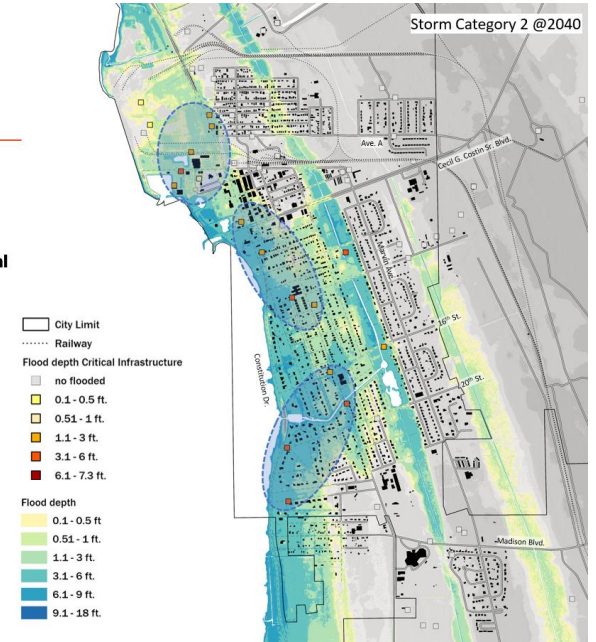 Storm Category 2 @2040
Ave. A
Cecil G. Costin Sr. Blvd.
al
Marvin Ave.
City Limit
Railway
Flood depth Critical Infrastructure
no flooded
0.1 - 0.5 ft.
0.51 - 1 ft.
1.1 - 3 ft.
3.1 - 6 ft.
6.1 - 7.3 ft.
16th St.
Constitution Dr.
20th St.
Flood depth
0.1 - 0.5 ft
0.51 - 1 ft.
1.1 - 3 ft.
3.1 - 6 ft.
6.1 - 9 ft.
9.1 - 18 ft.
Madison Blvd.